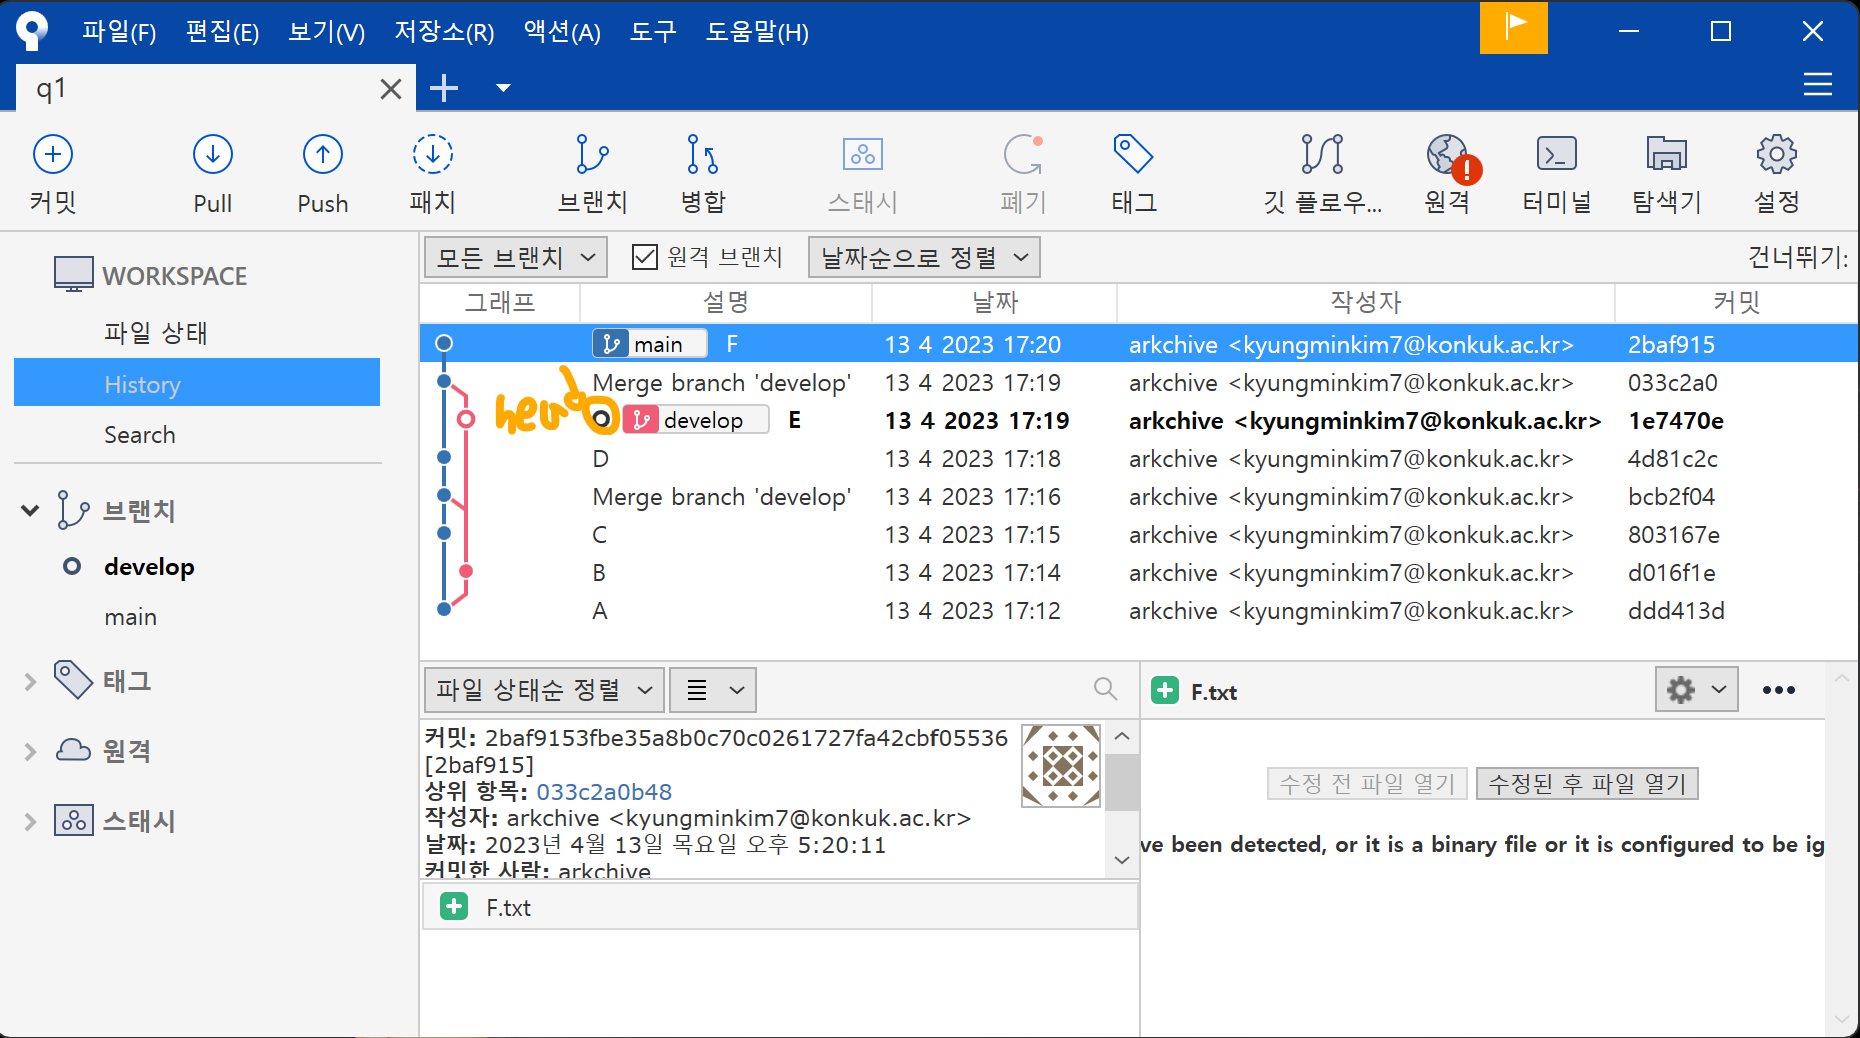 파일(F) 편집(E) 보기(V) 저장소(R) 액션(A) 도구 도움말(H)
q1
커밋 Pull Push 패치 브랜치 병합 스태시 폐기 태그 깃 플로우... 원격 터미널 탐색기 설정
WORKSPACE
파일 상태
History
Search
브랜치
develop
main
태그
원격
스태시
모든 브랜치 원격 브랜치 날짜순으로 정렬 건너뛰기:
그래프 설명 날짜 작성자 커밋
main F 13 4 2023 17:20 arkchive <kyungminkim7@konkuk.ac.kr> 2baf915
Merge branch 'develop' 13 4 2023 17:19 arkchive <kyungminkim7@konkuk.ac.kr> 033c2a0
develop E 13 4 2023 17:19 arkchive <kyungminkim7@konkuk.ac.kr> 1e7470e
D 13 4 2023 17:18 arkchive <kyungminkim7@konkuk.ac.kr> 4d81c2c
Merge branch 'develop' 13 4 2023 17:16 arkchive <kyungminkim7@konkuk.ac.kr> bcb2f04
C 13 4 2023 17:15 arkchive <kyungminkim7@konkuk.ac.kr> 803167e
B 13 4 2023 17:14 arkchive <kyungminkim7@konkuk.ac.kr> d016f1e
A 13 4 2023 17:12 arkchive <kyungminkim7@konkuk.ac.kr> ddd413d
파일 상태순 정렬
커밋: 2baf9153fbe35a8b0c70c0261727fa42cbf05536
[2baf915]
상위 항목: 033c2a0b48
작성자: arkchive <kyungminkim7@konkuk.ac.kr>
날짜: 2023년 4월 13일 목요일 오후 5:20:11
커밋한 사람: arkchive
F.txt
F.txt
수정 전 파일 열기 수정된 후 파일 열기
ve been detected, or it is a binary file or it is configured to be ig